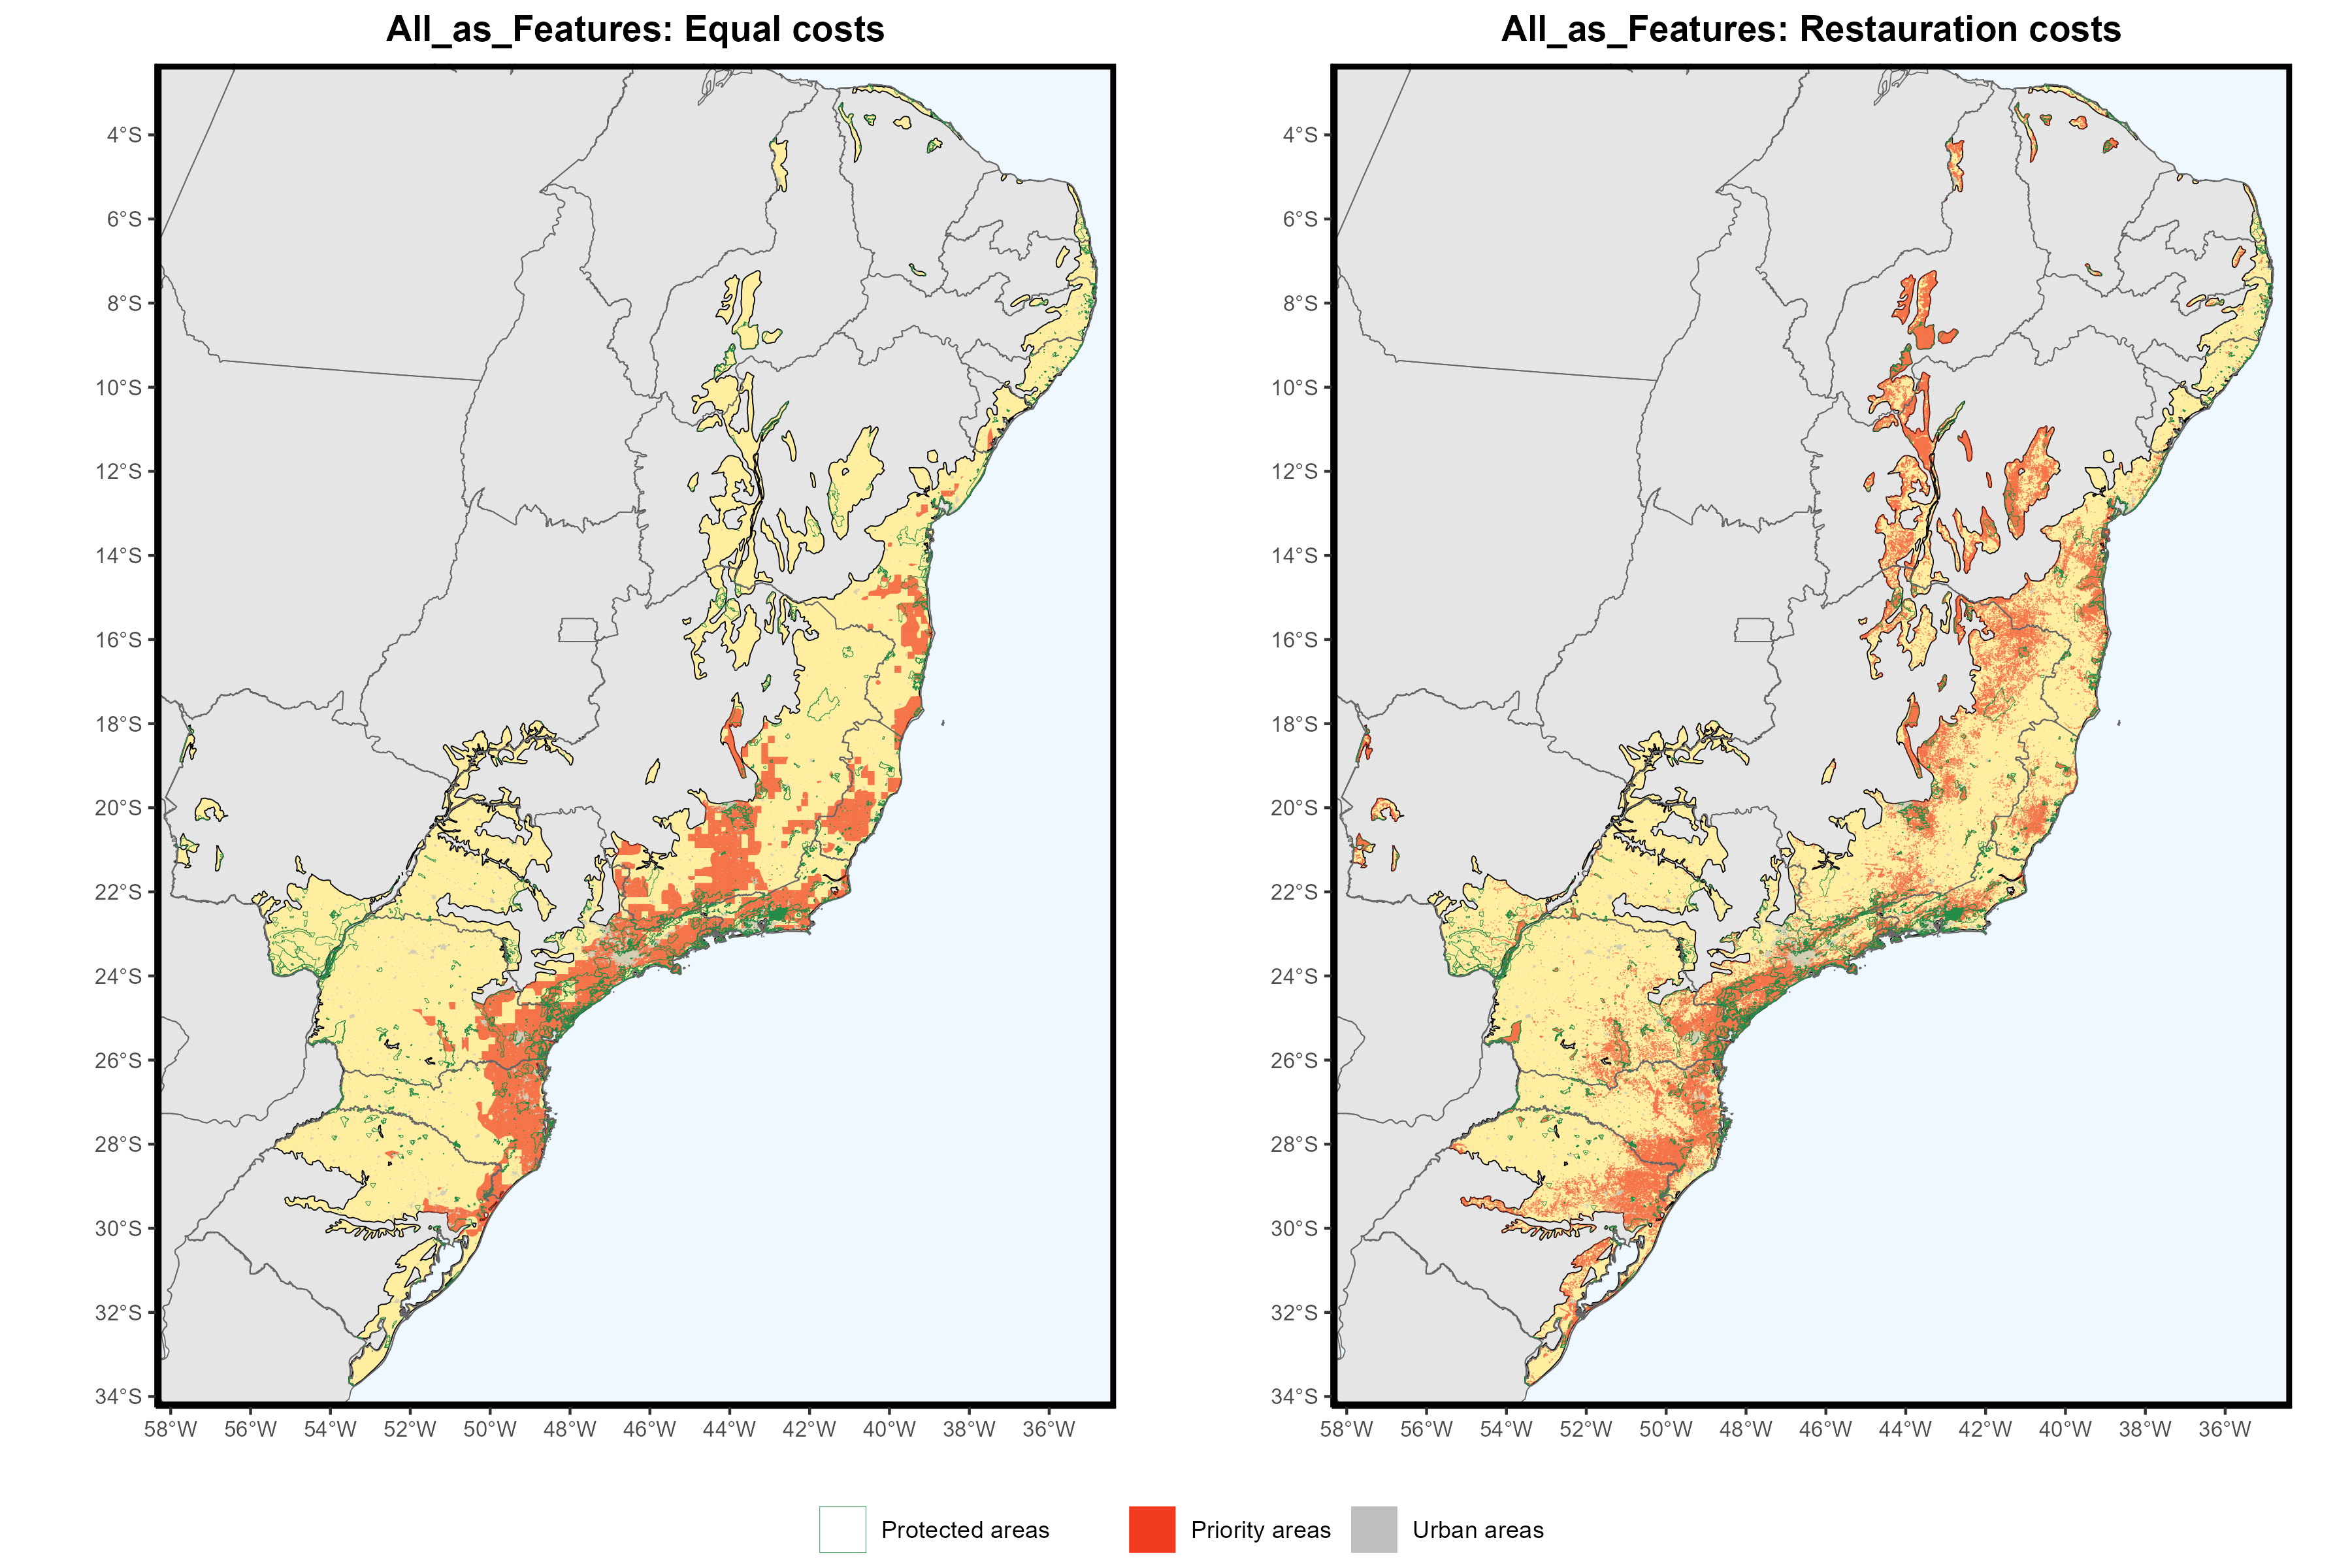 All_as_Features: Equal costs
All_as_Features: Restauration costs
4°S
6°S
8°S
10°S
12°S
14°S
16°S
18°S
20°S
22°S
24°S
26°S
28°S
30°S
32°S
34°S
58°W 56°W 54°W 52°W 50°W 48°W 46°W 44°W 42°W 40°W 38°W 36°W
4°S
6°S
8°S
10°S
12°S
14°S
16°S
18°S
20°S
22°S
24°S
26°S
28°S
30°S
32°S
34°S
58°W 56°W 54°W 52°W 50°W 48°W 46°W 44°W 42°W 40°W 38°W 36°W
Protected areas Priority areas Urban areas